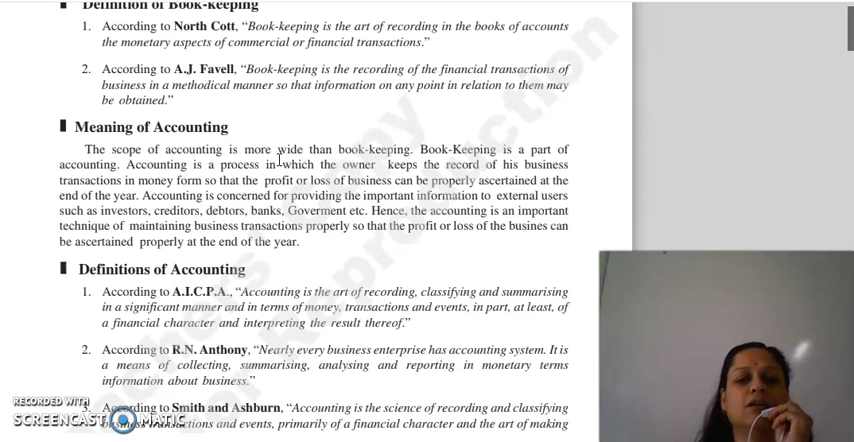 Definition of Book-keeping
1. According to North Cott, “Book-keeping is the art of recording in the books of accounts
the monetary aspects of commercial or financial transactions.”
2. According to A.J. Favell, “Book-keeping is the recording of the financial transactions of
business in a methodical manner so that information on any point in relation to them may
be obtained.”
Meaning of Accounting
The scope of accounting is more wide than book-keeping. Book-Keeping is a part of
accounting. Accounting is a process in which the owner keeps the record of his business
transactions in money form so that the profit or loss of business can be properly ascertained at the
end of the year. Accounting is concerned for providing the important information to external users
such as investors, creditors, debtors, banks, Goverment etc. Hence, the accounting is an important
technique of maintaining business transactions properly so that the profit or loss of the busines can
be ascertained properly at the end of the year.
Definitions of Accounting
1. According to A.I.C.P.A., “Accounting is the art of recording, classifying and summarising
in a significant manner and in terms of money, transactions and events, in part, at least, of
a financial character and interpreting the result thereof.”
2. According to R.N. Anthony, “Nearly every business enterprise has accounting system. It is
a means of collecting, summarising, analysing and reporting in monetary terms
information about business.”
3. According to Smith and Ashburn, “Accounting is the science of recording and classifying
business transactions and events, primarily of a financial character and the art of making
RECORDED WITH
SCREENCAST MATIC